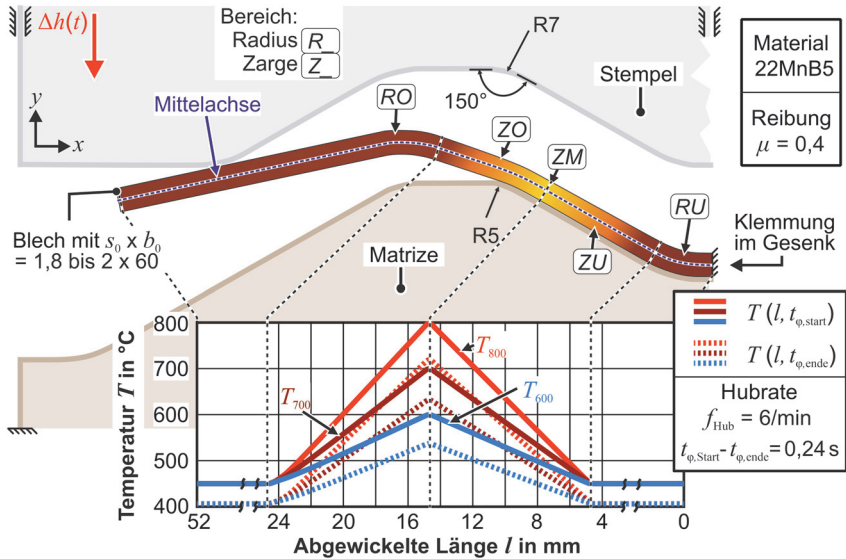 Δh(t)
Bereich:
Radius R_
Zarge Z_
R7
Material
22MnB5
Reibung
μ = 0,4
Stempel
150°
y
x
Mittelachse
RO
ZO
ZM
RU
R5
ZU
Klemmung
im Gesenk
Blech mit s₀ x b₀
= 1,8 bis 2 x 60
Matrize
T (l, tφ,start)
T (l, tφ,ende)
Hubrate
fHub = 6/min
tφ,Start - tφ,ende = 0,24 s
Temperatur T in °C
800
700
600
500
400
T800
T700
T600
52
24
20
16
12
8
4
0
Abgewickelte Länge l in mm